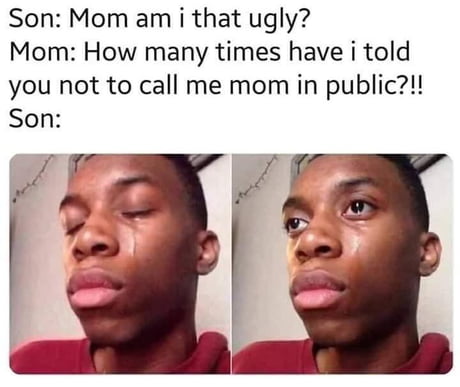 Son: Mom am i that ugly?
Mom: How many times have i told
you not to call me mom in public?!!
Son: